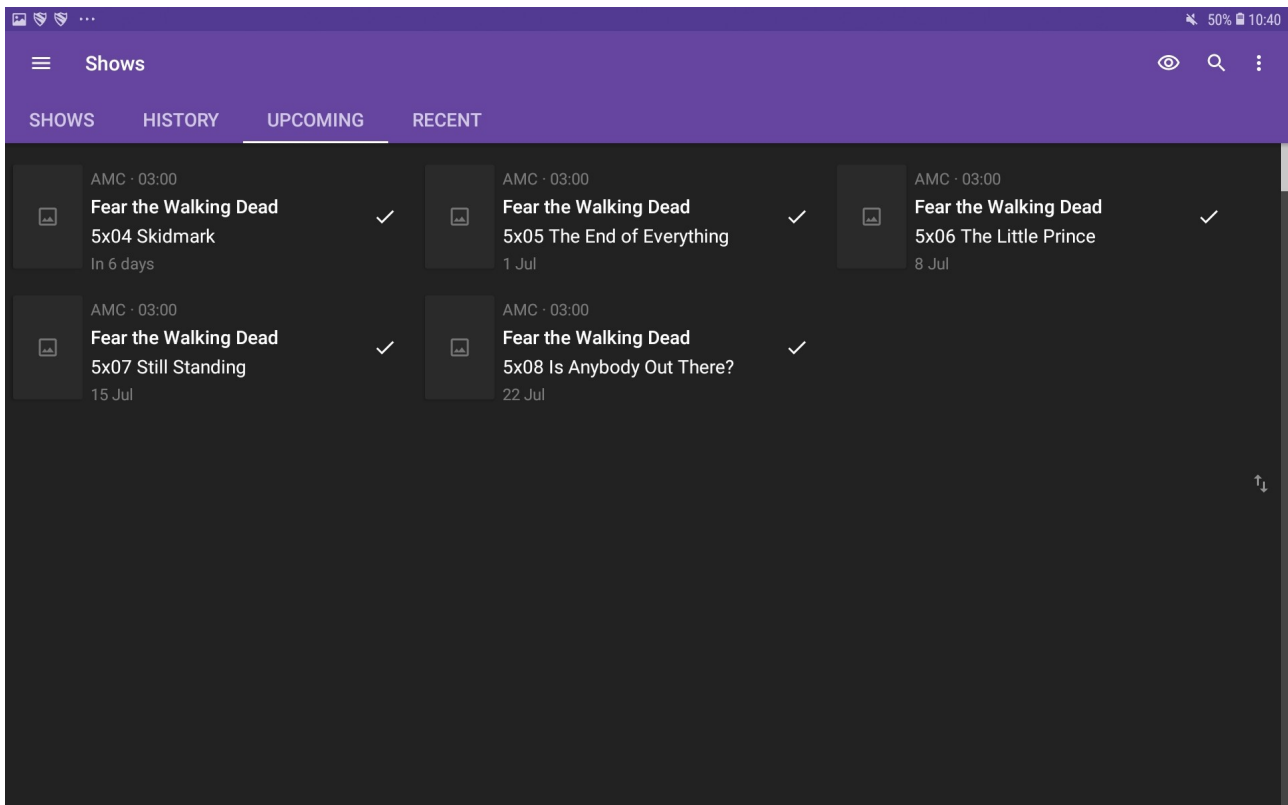 50% 10:40
Shows
SHOWS HISTORY UPCOMING RECENT
AMC · 03:00
Fear the Walking Dead
5x04 Skidmark
In 6 days
AMC · 03:00
Fear the Walking Dead
5x05 The End of Everything
1 Jul
AMC · 03:00
Fear the Walking Dead
5x06 The Little Prince
8 Jul
AMC · 03:00
Fear the Walking Dead
5x07 Still Standing
15 Jul
AMC · 03:00
Fear the Walking Dead
5x08 Is Anybody Out There?
22 Jul